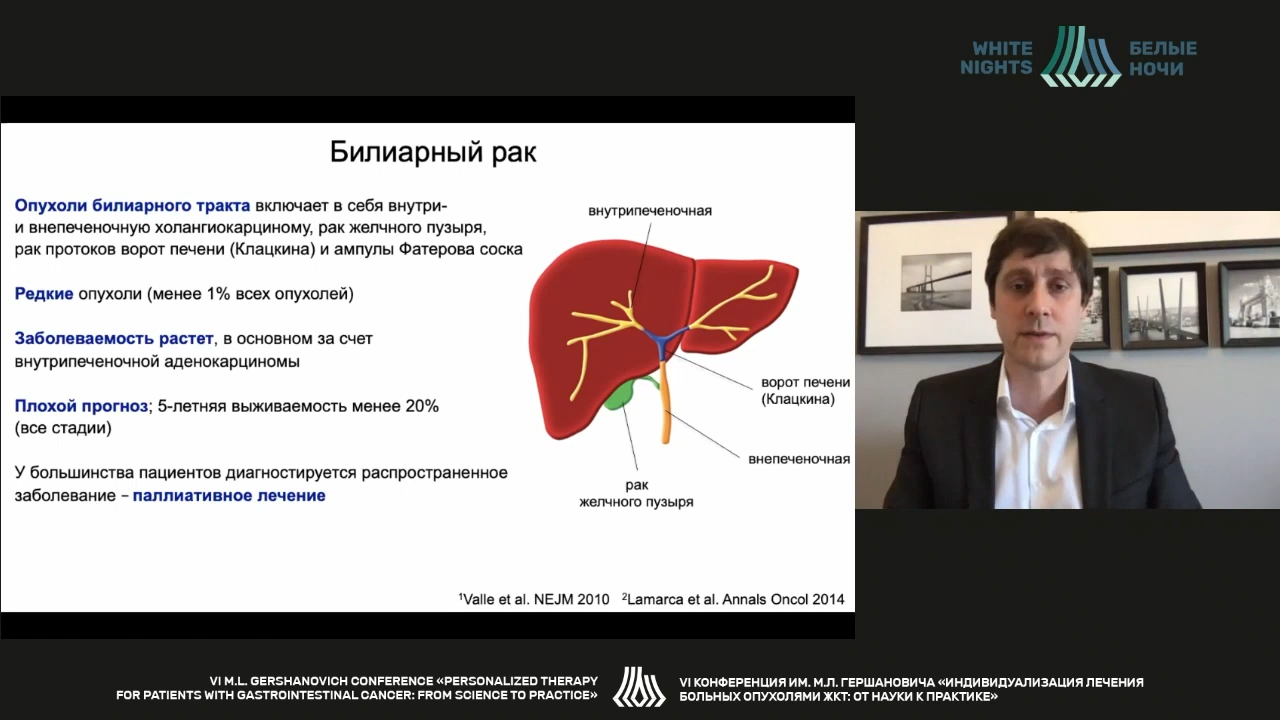 WHITE
NIGHTS
БЕЛЫЕ
НОЧИ
Билиарный рак
Опухоли билиарного тракта включает в себя внутри-
и внепеченочную холангиокарциному, рак желчного пузыря,
рак протоков ворот печени (Клацкина) и ампулы Фатерова соска
Редкие опухоли (менее 1% всех опухолей)
Заболеваемость растет, в основном за счет
внутрипеченочной аденокарциномы
Плохой прогноз; 5-летняя выживаемость менее 20%
(все стадии)
У большинства пациентов диагностируется распространенное
заболевание – паллиативное лечение
внутрипеченочная
ворот печени
(Клацкина)
внепеченочная
рак
желчного пузыря
¹Valle et al. NEJM 2010 ²Lamarca et al. Annals Oncol 2014
VI M.L. GERSHANOVICH CONFERENCE «PERSONALIZED THERAPY
FOR PATIENTS WITH GASTROINTESTINAL CANCER: FROM SCIENCE TO PRACTICE»
VI КОНФЕРЕНЦИЯ ИМ. М.Л. ГЕРШАНОВИЧА «ИНДИВИДУАЛИЗАЦИЯ ЛЕЧЕНИЯ
БОЛЬНЫХ ОПУХОЛЯМИ ЖКТ: ОТ НАУКИ К ПРАКТИКЕ»